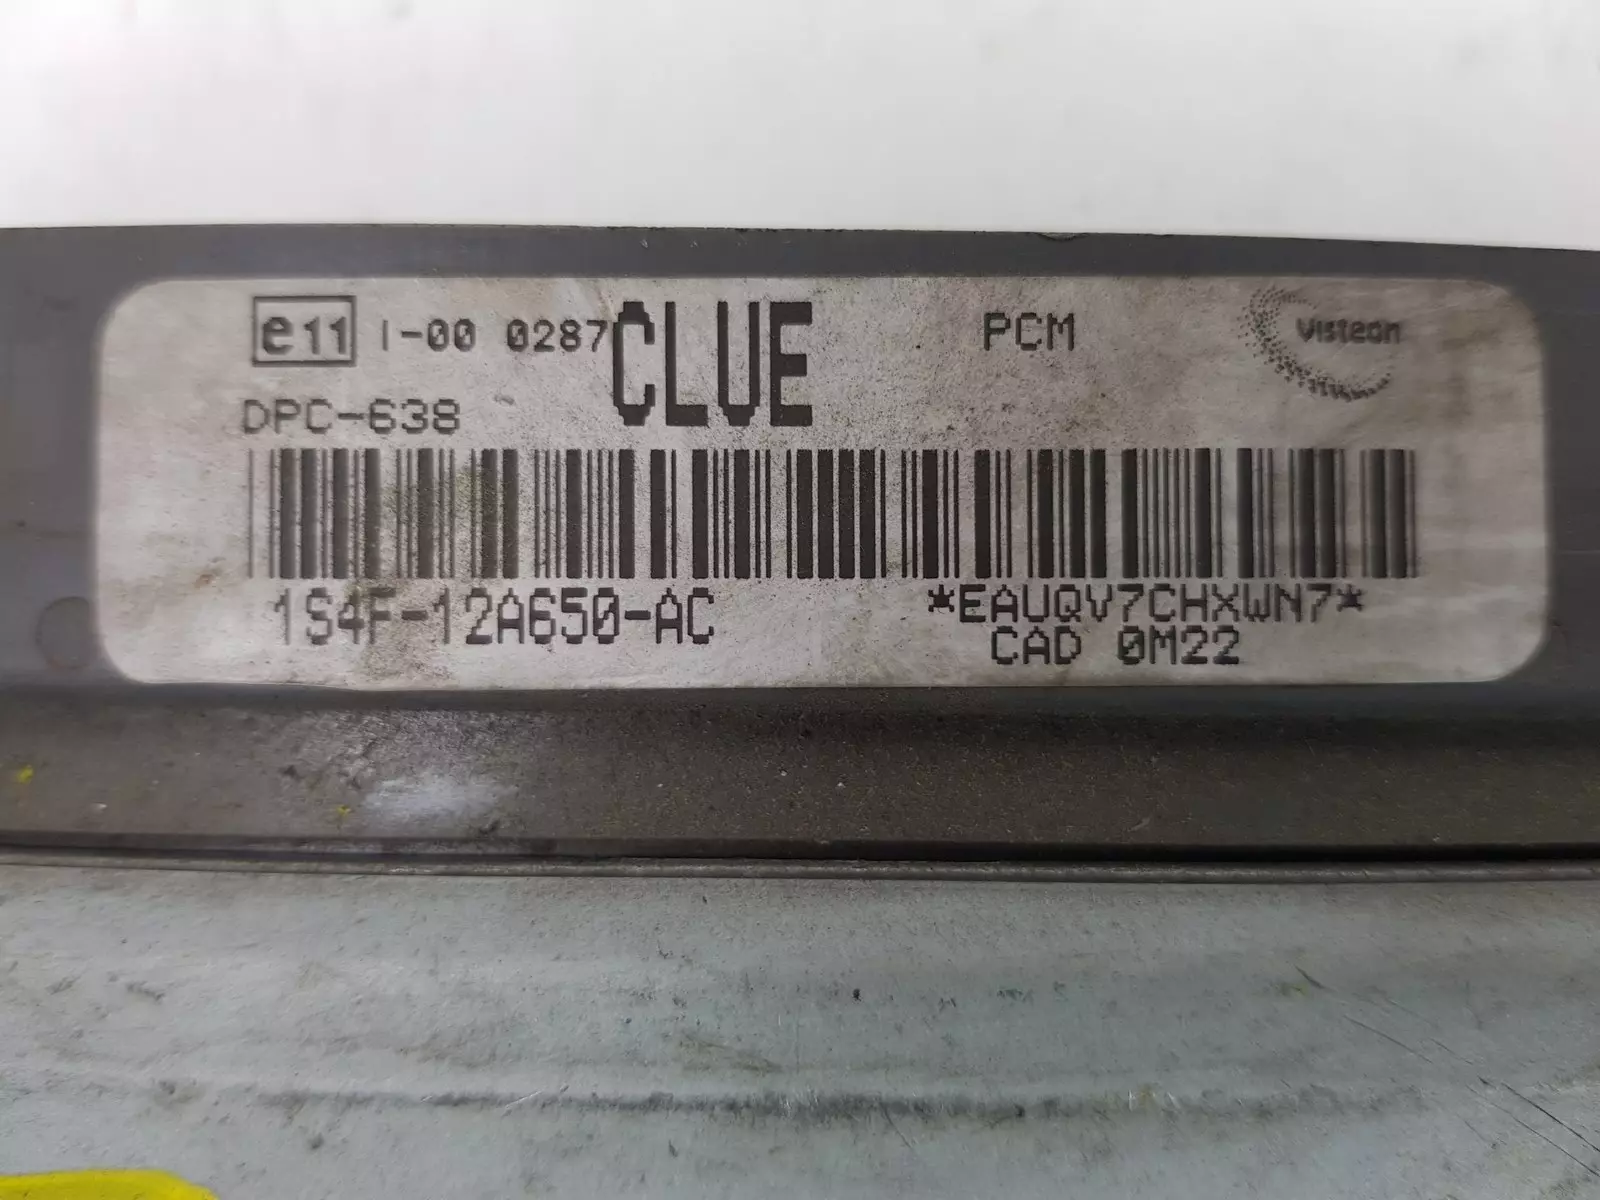 e11 I-00 0287 CLUE PCM Visteon
DPC-638
1S4F-12A650-AC *EAUQV7CHXWN7*
CAD 0M22